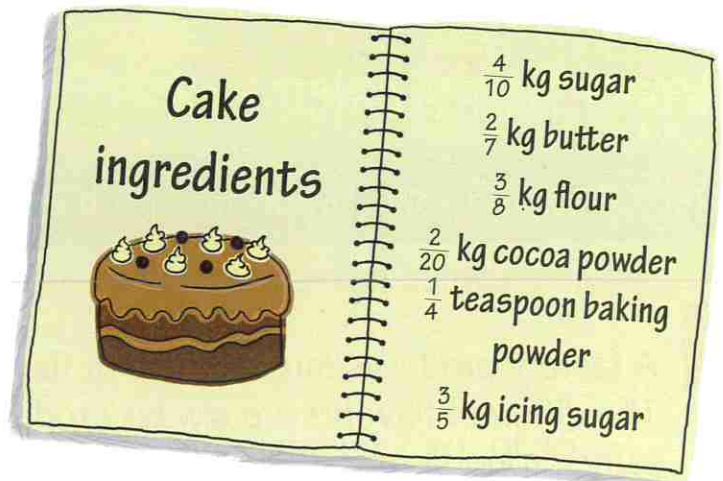 Cake
ingredients
4/10 kg sugar
2/7 kg butter
3/8 kg flour
2/20 kg cocoa powder
1/4 teaspoon baking
powder
3/5 kg icing sugar